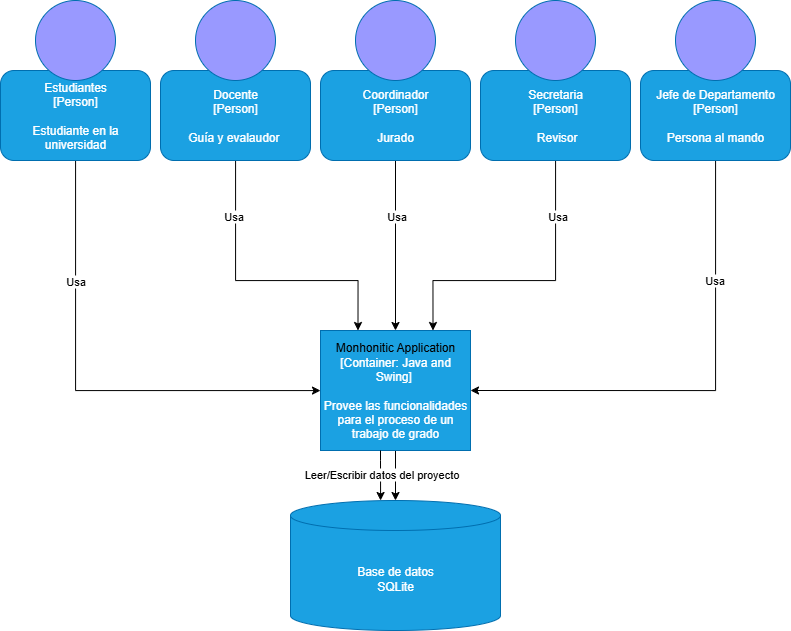 Estudiantes
[Person]
Estudiante en la
universidad
Docente
[Person]
Guía y evalaudor
Coordinador
[Person]
Jurado
Secretaria
[Person]
Revisor
Jefe de Departamento
[Person]
Persona al mando
Usa
Usa
Usa
Usa
Usa
Monhonitic Application
[Container: Java and
Swing]
Provee las funcionalidades
para el proceso de un
trabajo de grado
Leer/Escribir datos del proyecto
Base de datos
SQLite